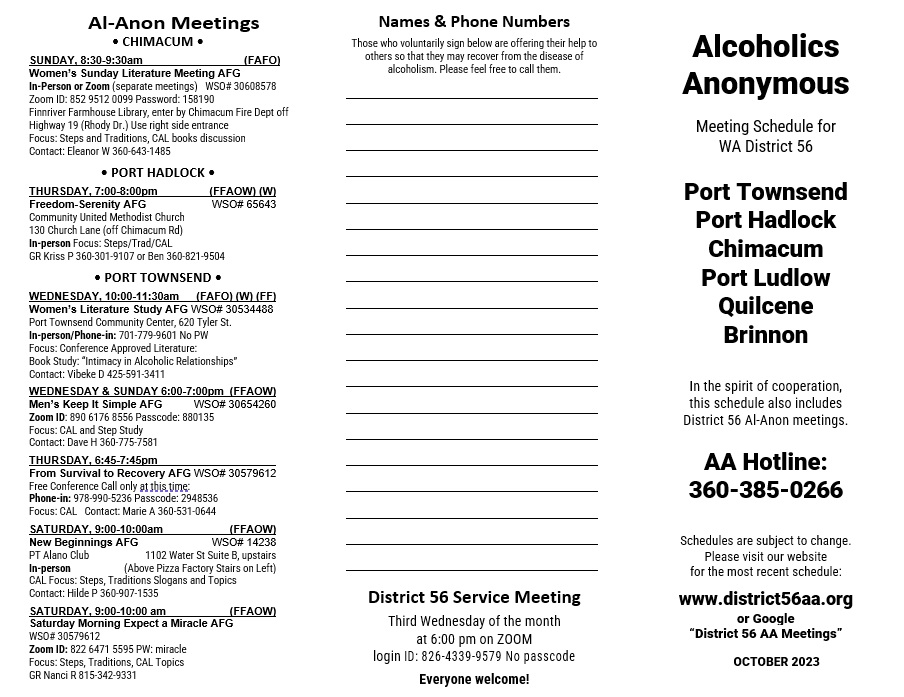 Al-Anon Meetings
• CHIMACUM •
SUNDAY, 8:30-9:30am (FAFO)
Women's Sunday Literature Meeting AFG
In-Person or Zoom (separate meetings) WSO# 30608578
Zoom ID: 852 9512 0099 Password: 158190
Finnriver Farmhouse Library, enter by Chimacum Fire Dept off
Highway 19 (Rhody Dr.) Use right side entrance
Focus: Steps and Traditions, CAL books discussion
Contact: Eleanor W 360-643-1485
• PORT HADLOCK •
THURSDAY, 7:00-8:00pm (FFAOW) (W)
Freedom-Serenity AFG WSO# 65643
Community United Methodist Church
130 Church Lane (off Chimacum Rd)
In-person Focus: Steps/Trad/CAL
GR Kriss P 360-301-9107 or Ben 360-821-9504
• PORT TOWNSEND •
WEDNESDAY, 10:00-11:30am (FAFO) (W) (FF)
Women's Literature Study AFG WSO# 30534488
Port Townsend Community Center, 620 Tyler St.
In-person/Phone-in: 701-779-9601 No PW
Focus: Conference Approved Literature:
Book Study: "Intimacy in Alcoholic Relationships"
Contact: Vibeke D 425-591-3411
WEDNESDAY & SUNDAY 6:00-7:00pm (FFAOW)
Men's Keep It Simple AFG WSO# 30654260
Zoom ID: 890 6176 8556 Passcode: 880135
Focus: CAL and Step Study
Contact: Dave H 360-775-7581
THURSDAY, 6:45-7:45pm
From Survival to Recovery AFG WSO# 30579612
Free Conference Call only at this time:
Phone-in: 978-990-5236 Passcode: 2948536
Focus: CAL Contact: Marie A 360-531-0644
SATURDAY, 9:00-10:00am (FFAOW)
New Beginnings AFG WSO# 14238
PT Alano Club 1102 Water St Suite B, upstairs
In-person (Above Pizza Factory Stairs on Left)
CAL Focus: Steps, Traditions Slogans and Topics
Contact: Hilde P 360-907-1535
SATURDAY, 9:00-10:00 am (FFAOW)
Saturday Morning Expect a Miracle AFG
WSO# 30579612
Zoom ID: 822 6471 5595 PW: miracle
Focus: Steps, Traditions, CAL Topics
GR Nanci R 815-342-9331
Names & Phone Numbers
Those who voluntarily sign below are offering their help to
others so that they may recover from the disease of
alcoholism. Please feel free to call them.
District 56 Service Meeting
Third Wednesday of the month
at 6:00 pm on ZOOM
login ID: 826-4339-9579 No passcode
Everyone welcome!
Alcoholics
Anonymous
Meeting Schedule for
WA District 56
Port Townsend
Port Hadlock
Chimacum
Port Ludlow
Quilcene
Brinnon
In the spirit of cooperation,
this schedule also includes
District 56 Al-Anon meetings.
AA Hotline:
360-385-0266
Schedules are subject to change.
Please visit our website
for the most recent schedule:
www.district56aa.org
or Google
"District 56 AA Meetings"
OCTOBER 2023